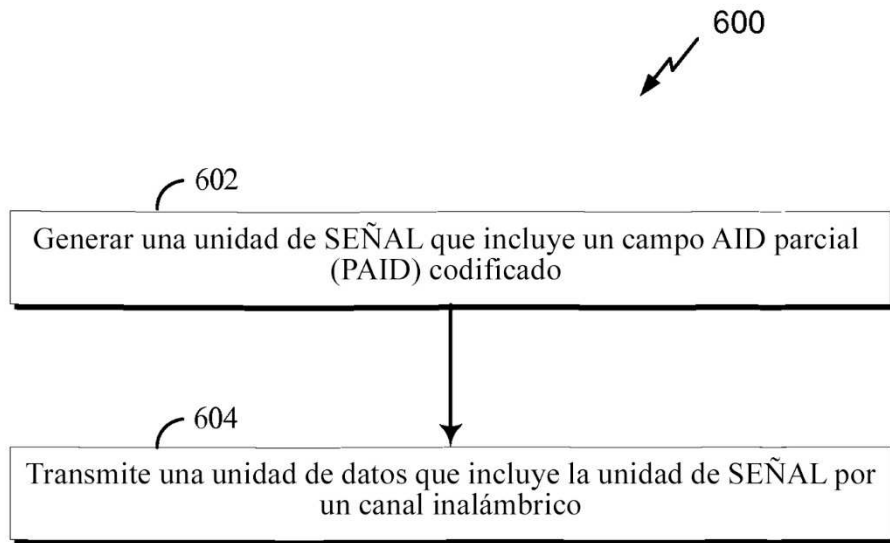 600
602
Generar una unidad de SEÑAL que incluye un campo AID parcial
(PAID) codificado
604
Transmite una unidad de datos que incluye la unidad de SEÑAL por
un canal inalámbrico